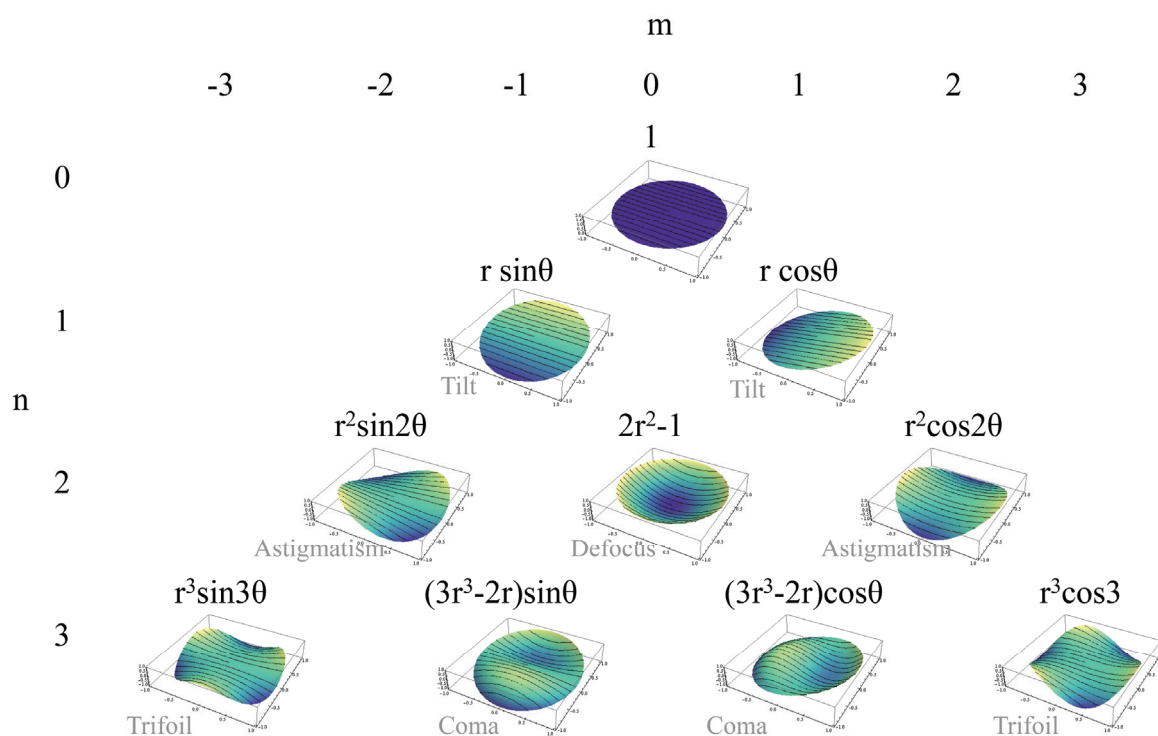 m
-3 -2 -1 0 1 2 3
1
0
r sinθ r cosθ
1
Tilt Tilt
n
r²sin2θ 2r²-1 r²cos2θ
2
Astigmatism Defocus Astigmatism
r³sin3θ (3r³-2r)sinθ (3r³-2r)cosθ r³cos3
3
Trifoil Coma Coma Trifoil